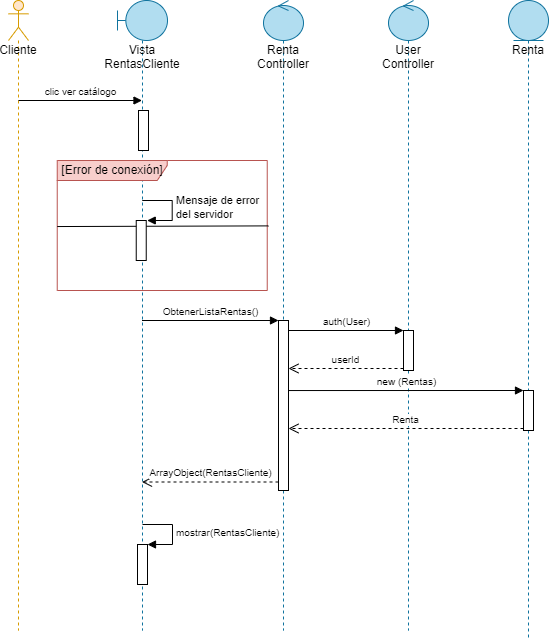 Cliente
Vista
RentasCliente
Renta
Controller
User
Controller
Renta
clic ver catálogo
[Error de conexión]
Mensaje de error
del servidor
ObtenerListaRentas()
auth(User)
userId
new (Rentas)
Renta
ArrayObject(RentasCliente)
mostrar(RentasCliente)